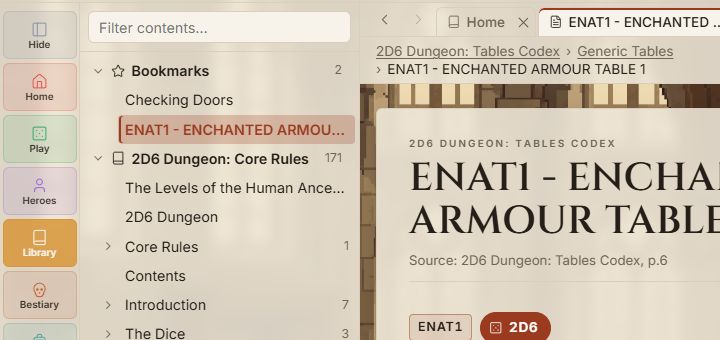 Hide
Home
Play
Heroes
Library
Bestiary
Filter contents...
Bookmarks 2
Checking Doors
ENAT1 - ENCHANTED ARMOU...
2D6 Dungeon: Core Rules 171
The Levels of the Human Ance...
2D6 Dungeon
Core Rules 1
Contents
Introduction 7
The Dice 3
Home
ENAT1 - ENCHANTED ...
2D6 Dungeon: Tables Codex › Generic Tables
› ENAT1 - ENCHANTED ARMOUR TABLE 1
2D6 DUNGEON: TABLES CODEX
ENAT1 - ENCHA
ARMOUR TABLE
Source: 2D6 Dungeon: Tables Codex, p.6
ENAT1 2D6